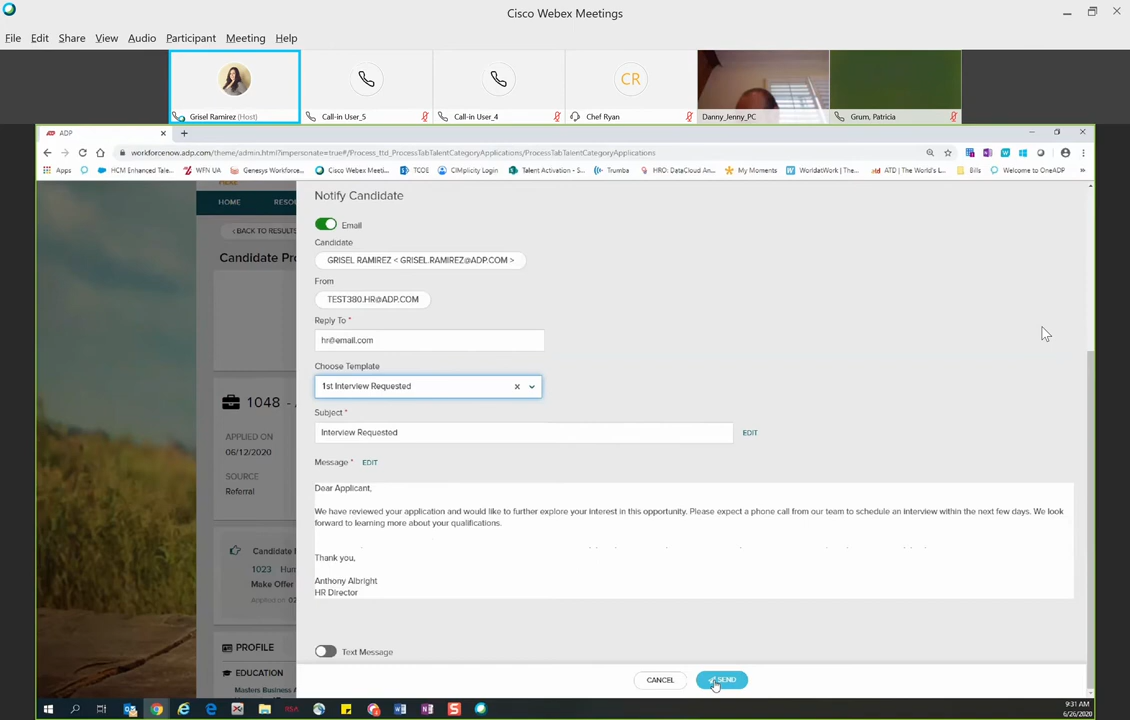 Cisco Webex Meetings
File Edit Share View Audio Participant Meeting Help
CR
Grisel Ramirez (Host) Call-in User_5 Call-in User_4 Chef Ryan Danny_Jenny_PC Grum, Patricia
ADP
workforcenow.adp.com/theme/admin.html?impersonate=true#/Process_ttd_ProcessTabTalentCategoryApplications/ProcessTabTalentCategoryApplications
Apps HCM Enhanced Tale... WFN UA Genesys Workforce... Cisco Webex Meeti... TCOE CIMplicity Login Talent Activation - S... Trumba HRO: DataCloud An... My Moments WorldatWork | The... ATD | The World's L... Bills Welcome to OneADP »
HOME RESOU
< BACK TO RESULTS
Candidate Pro
1048 -
APPLIED ON
06/12/2020
SOURCE
Referral
Candidate
1023 Hum
Make Offer
Applied on
PROFILE
EDUCATION
Masters Business A
Notify Candidate
Email
Candidate
GRISEL RAMIREZ < GRISEL.RAMIREZ@ADP.COM >
From
TEST380.HR@ADP.COM
Reply To *
hr@email.com
Choose Template
1st Interview Requested
Subject *
Interview Requested EDIT
Message * EDIT
Dear Applicant,
We have reviewed your application and would like to further explore your interest in this opportunity. Please expect a phone call from our team to schedule an interview within the next few days. We look
forward to learning more about your qualifications.
Thank you,
Anthony Albright
HR Director
Text Message
CANCEL SEND
9:31 AM
6/26/2020